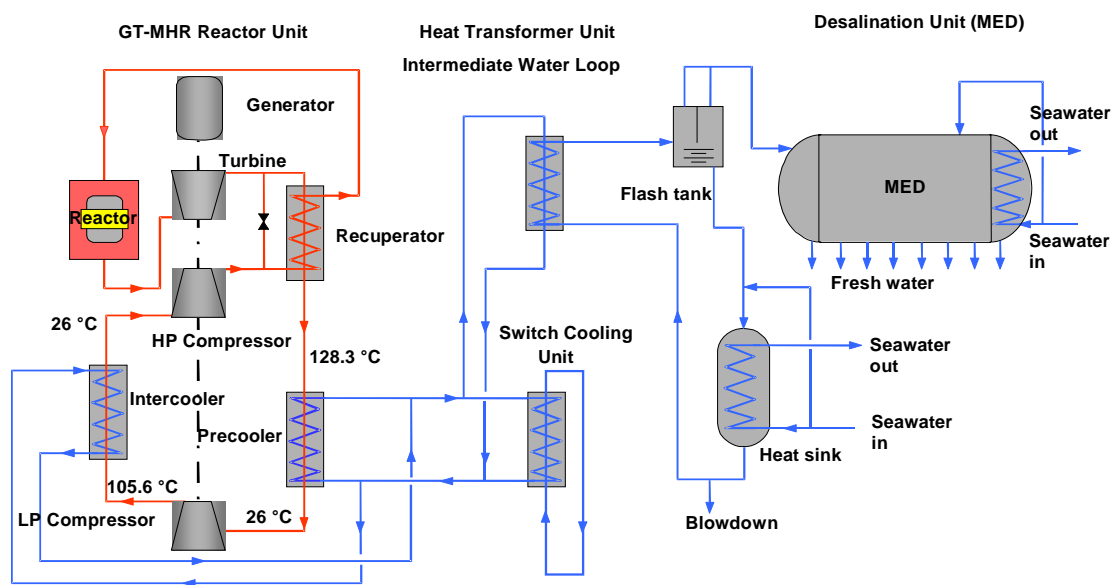 GT-MHR Reactor Unit
Heat Transformer Unit
Intermediate Water Loop
Desalination Unit (MED)
Generator
Turbine
Reactor
Recuperator
Flash tank
MED
Seawater
out
Seawater
in
Fresh water
26 °C
HP Compressor
128.3 °C
Switch Cooling
Unit
Seawater
out
Intercooler
Precooler
Seawater
in
Heat sink
105.6 °C
LP Compressor
26 °C
Blowdown